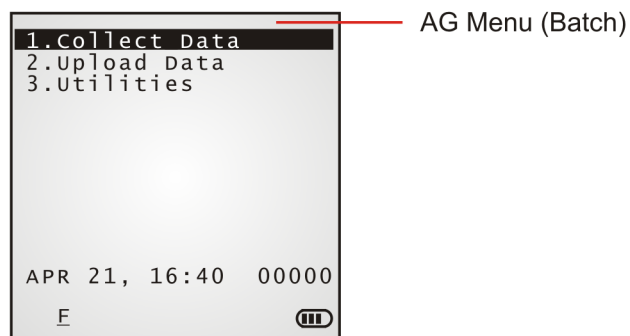 AG Menu (Batch)
1.Collect Data
2.Upload Data
3.Utilities
APR 21, 16:40 00000
F